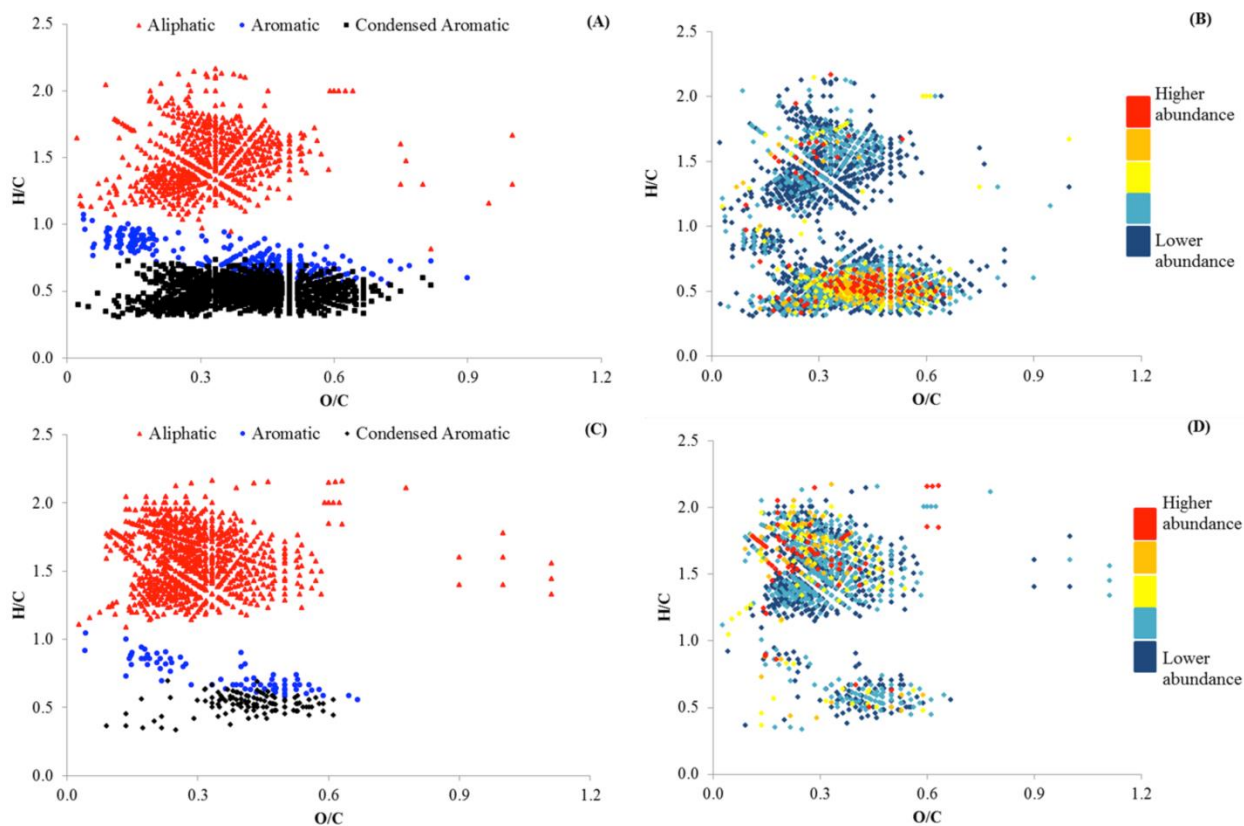 Aliphatic Aromatic Condensed Aromatic (A)
2.5
2.0
1.5
1.0
0.5
0.0
H/C
0 0.3 0.6 0.9 1.2
O/C
(B)
2.5
2.0
1.5
1.0
0.5
0.0
H/C
0.0 0.3 0.6 0.9 1.2
O/C
Higher
abundance
Lower
abundance
Aliphatic Aromatic Condensed Aromatic (C)
2.5
2.0
1.5
1.0
0.5
0.0
H/C
0.0 0.3 0.6 0.9 1.2
O/C
(D)
2.5
2.0
1.5
1.0
0.5
0.0
H/C
0.0 0.3 0.6 0.9 1.2
O/C
Higher
abundance
Lower
abundance